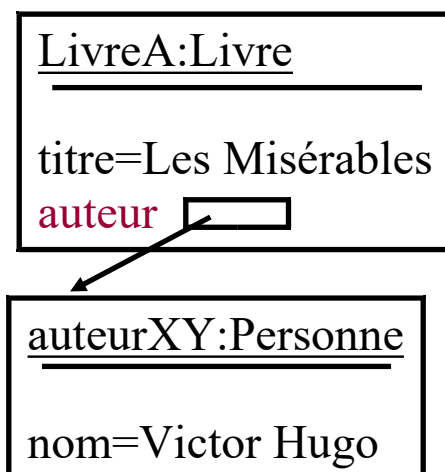 LivreA:Livre
titre=Les Misérables
auteur
auteurXY:Personne
nom=Victor Hugo